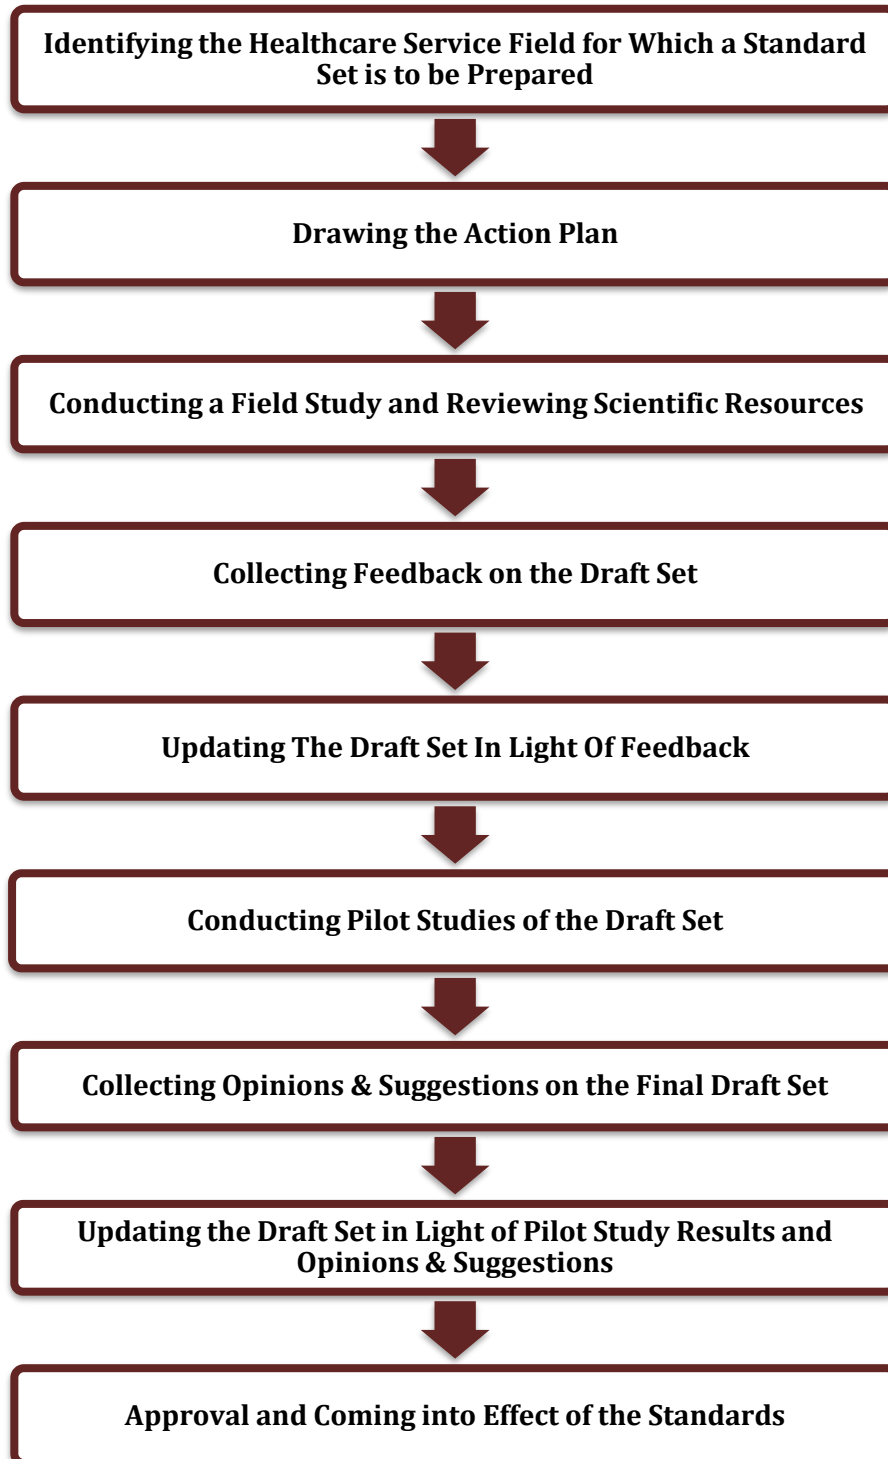 Identifying the Healthcare Service Field for Which a Standard
Set is to be Prepared
Drawing the Action Plan
Conducting a Field Study and Reviewing Scientific Resources
Collecting Feedback on the Draft Set
Updating The Draft Set In Light Of Feedback
Conducting Pilot Studies of the Draft Set
Collecting Opinions & Suggestions on the Final Draft Set
Updating the Draft Set in Light of Pilot Study Results and
Opinions & Suggestions
Approval and Coming into Effect of the Standards